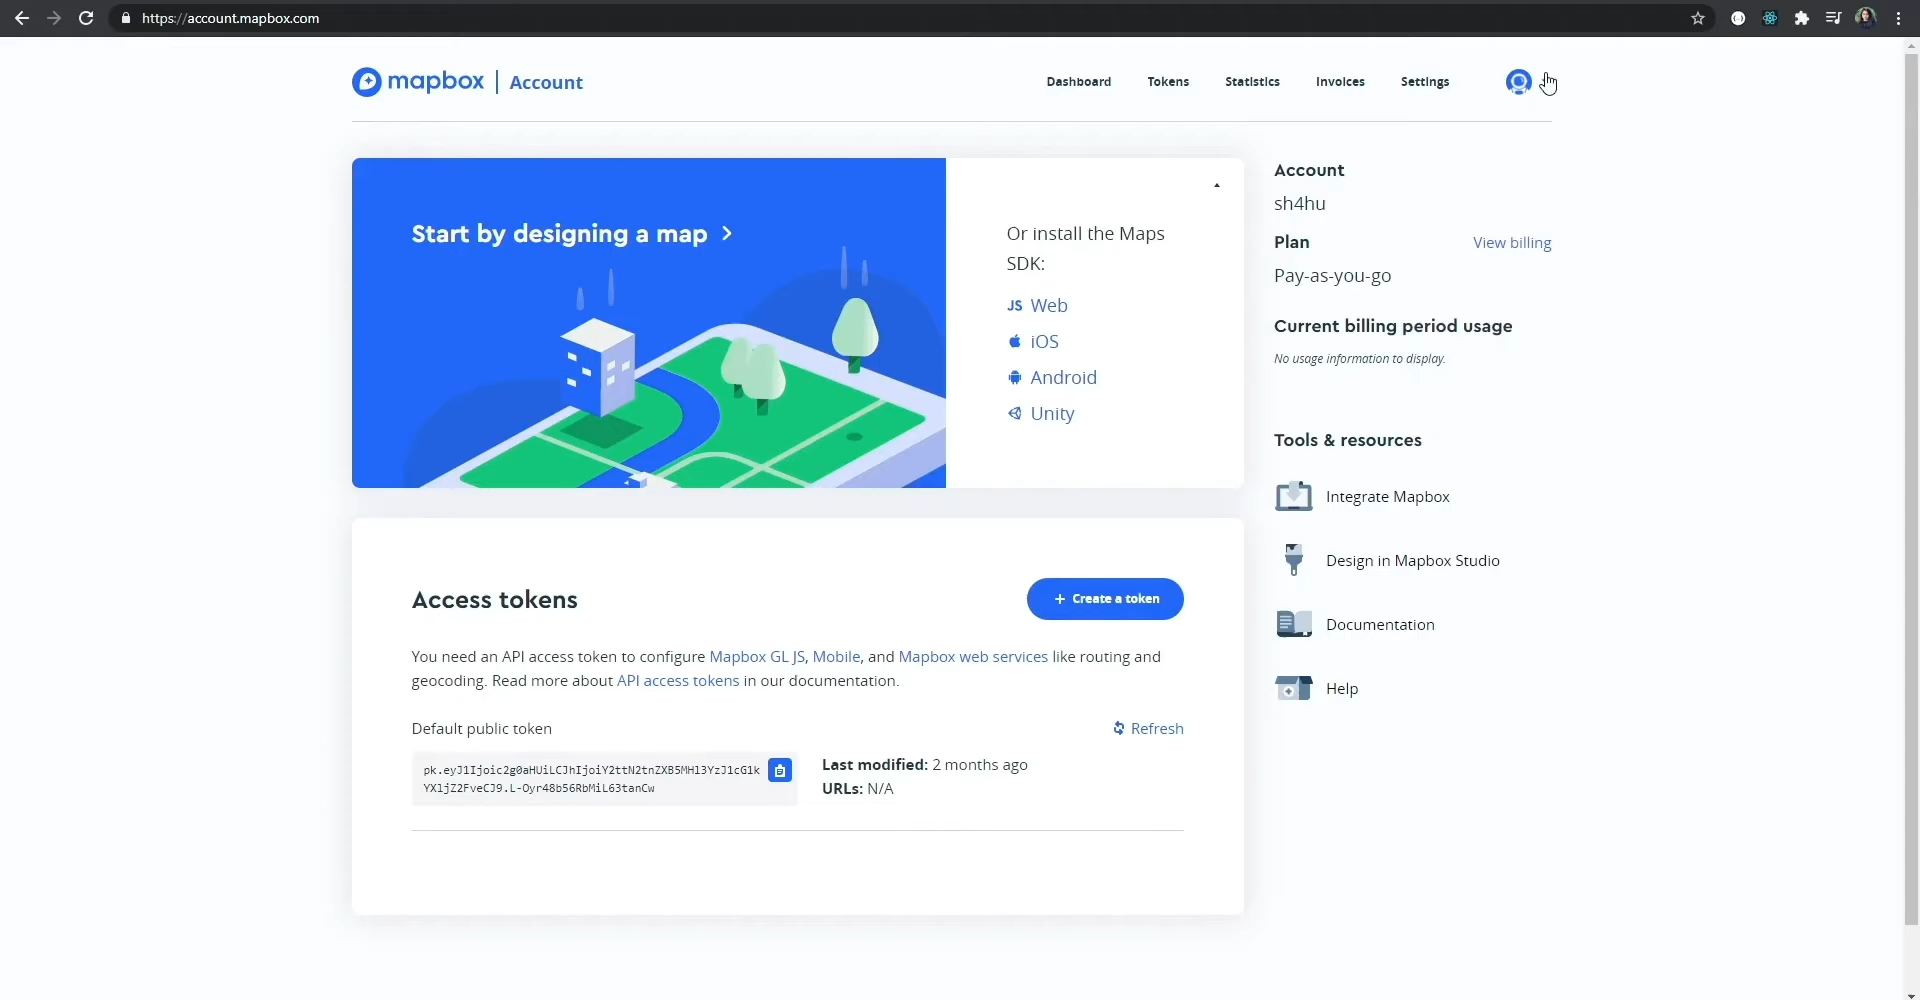 https://account.mapbox.com
mapbox | Account
Dashboard Tokens Statistics Invoices Settings
Start by designing a map
Or install the Maps
SDK:
JS Web
iOS
Android
Unity
Account
sh4hu
Plan View billing
Pay-as-you-go
Current billing period usage
No usage information to display.
Tools & resources
Integrate Mapbox
Design in Mapbox Studio
Documentation
Help
Access tokens
+ Create a token
You need an API access token to configure Mapbox GL JS, Mobile, and Mapbox web services like routing and
geocoding. Read more about API access tokens in our documentation.
Default public token
Refresh
pk.eyJ1Ijoic2g0aHUiLCJhIjoiY2ttN2tnZXB5MHl3YzJ1cG1k
YXljZ2FveCJ9.L-Oyr48b56RbMiL63tanCw
Last modified: 2 months ago
URLs: N/A